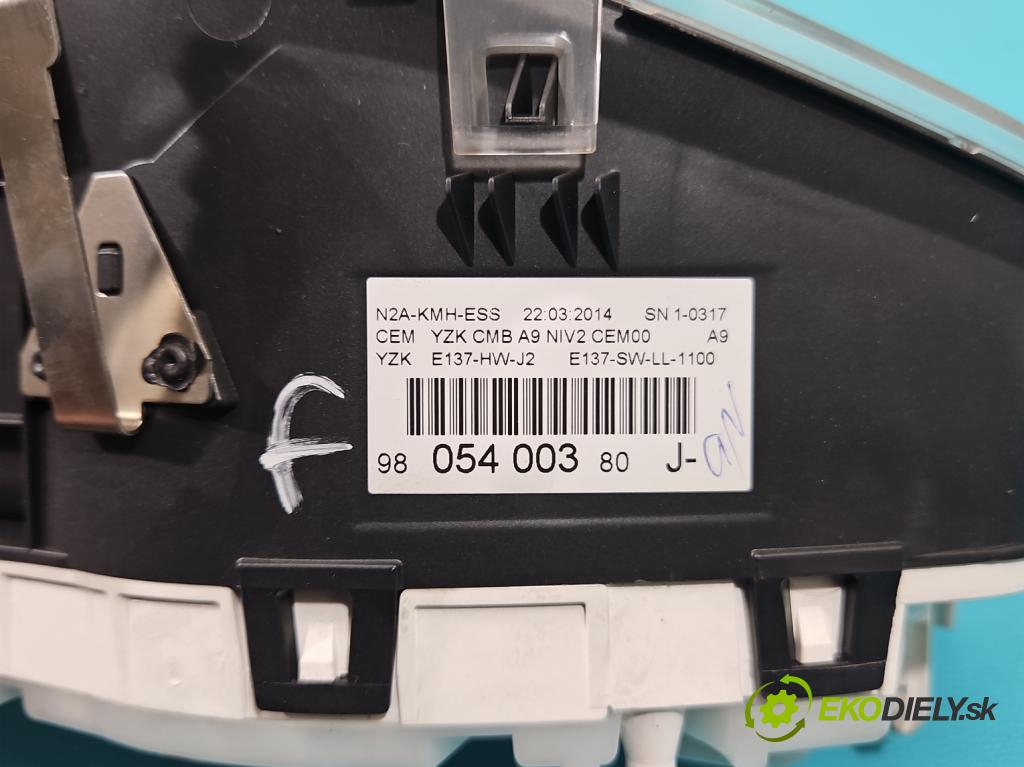 N2A-KMH-ESS 22:03:2014 SN 1-0317
CEM YZK CMB A9 NIV2 CEM00 A9
YZK E137-HW-J2 E137-SW-LL-1100
98 054 003 80 J-
F
EKODIELY.sk